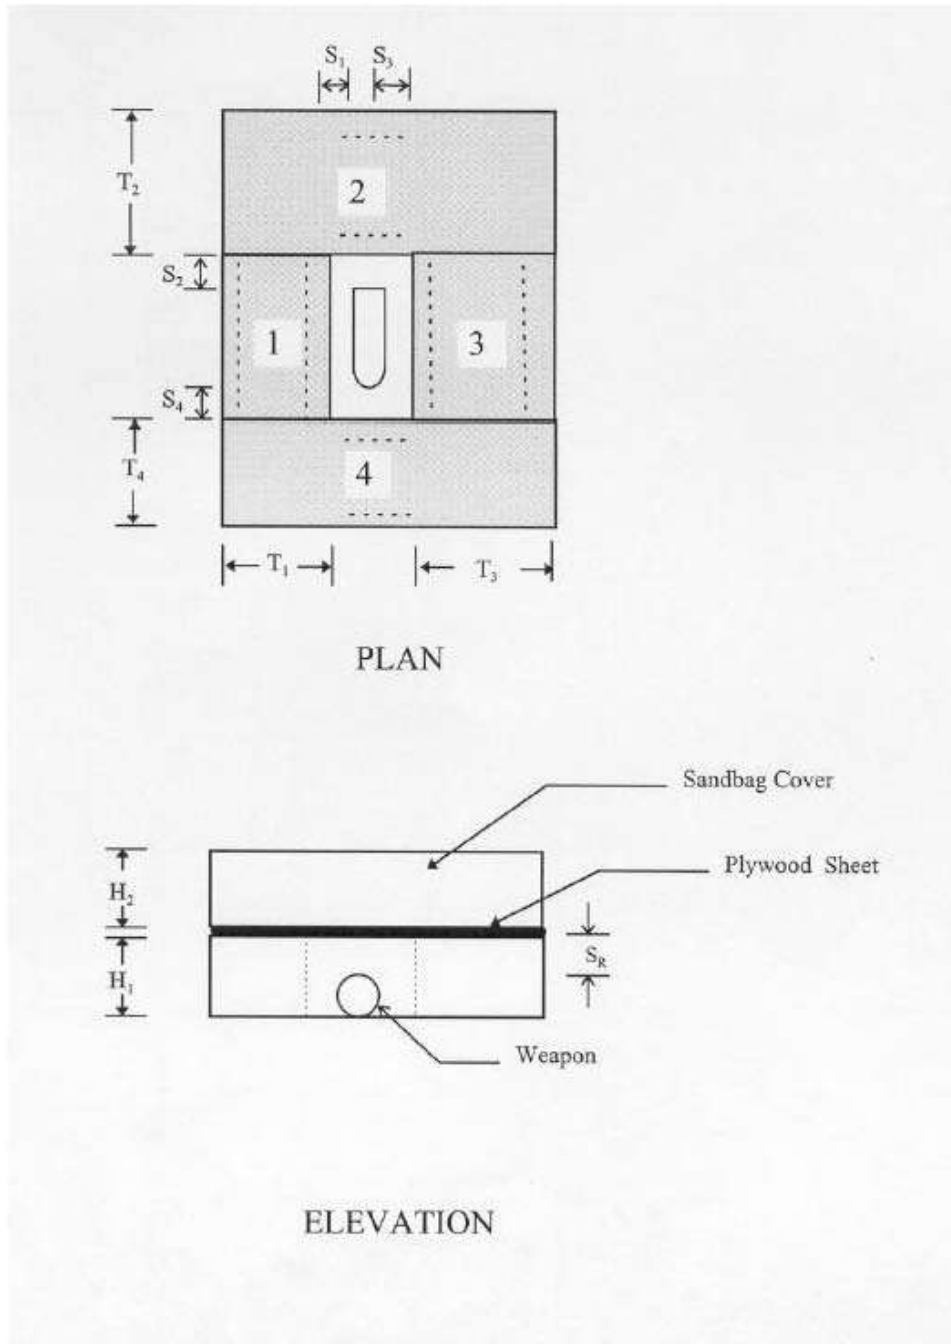 S₁ S₃
T₂
2
S₂
1 3
S₄
T₄
4
T₁ T₃
PLAN
Sandbag Cover
Plywood Sheet
H₂
S_R
H₁
Weapon
ELEVATION